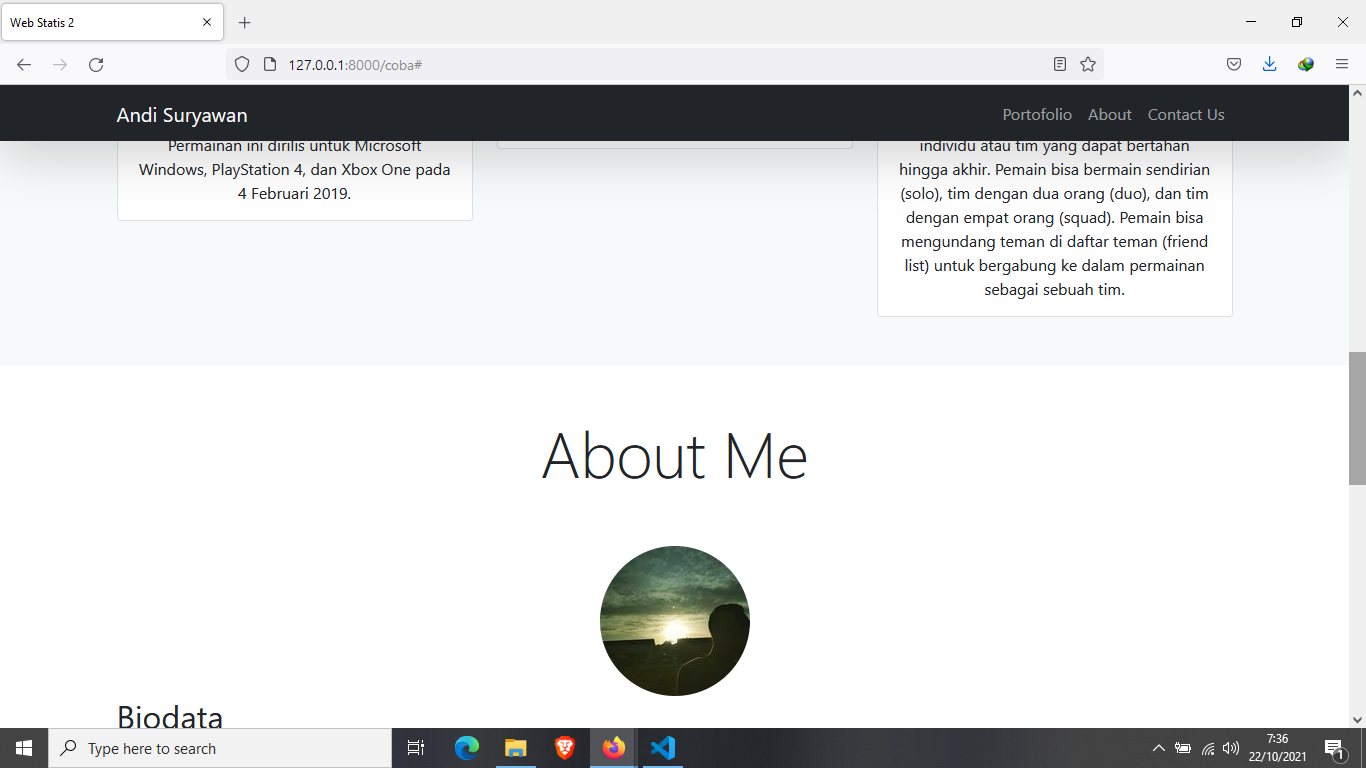 Web Statis 2
127.0.0.1:8000/coba#
Andi Suryawan
Portofolio About Contact Us
Permainan ini dirilis untuk Microsoft
Windows, PlayStation 4, dan Xbox One pada
4 Februari 2019.
individu atau tim yang dapat bertahan
hingga akhir. Pemain bisa bermain sendirian
(solo), tim dengan dua orang (duo), dan tim
dengan empat orang (squad). Pemain bisa
mengundang teman di daftar teman (friend
list) untuk bergabung ke dalam permainan
sebagai sebuah tim.
About Me
Biodata
Type here to search
7:36
22/10/2021
1